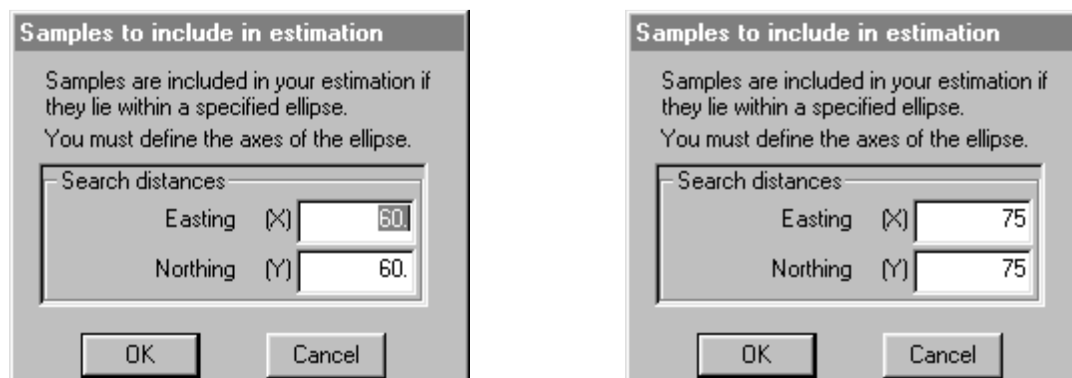 Samples to include in estimation
Samples are included in your estimation if
they lie within a specified ellipse.
You must define the axes of the ellipse.
Search distances
Easting (X) 60.
Northing (Y) 60.
OK Cancel
Samples to include in estimation
Samples are included in your estimation if
they lie within a specified ellipse.
You must define the axes of the ellipse.
Search distances
Easting (X) 75
Northing (Y) 75
OK Cancel